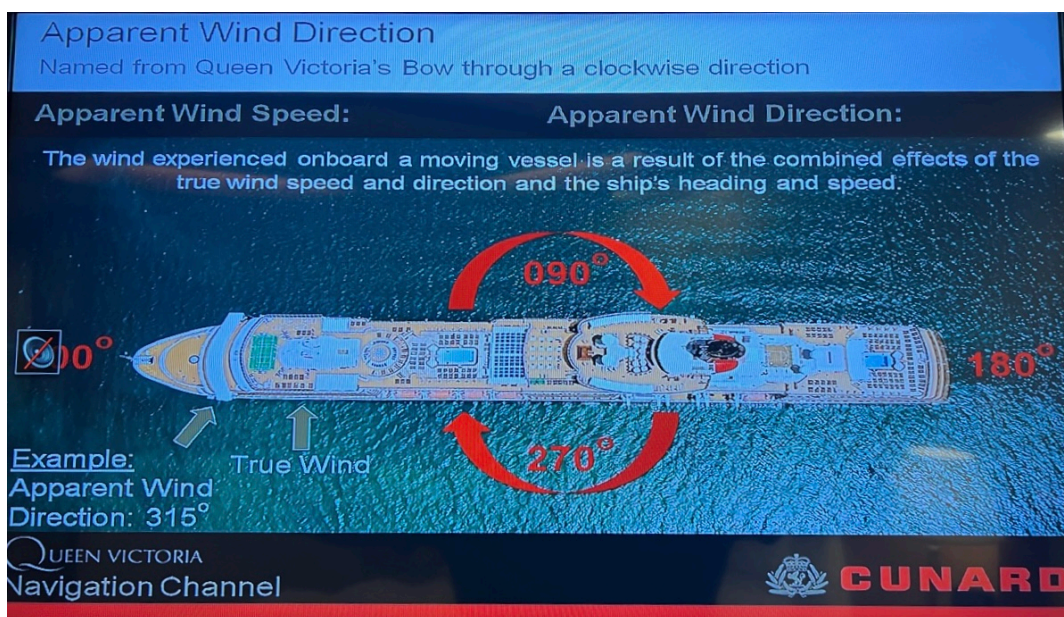 Apparent Wind Direction
Named from Queen Victoria's Bow through a clockwise direction
Apparent Wind Speed:
Apparent Wind Direction:
The wind experienced onboard a moving vessel is a result of the combined effects of the
true wind speed and direction and the ship's heading and speed.
090°
00°
180°
270°
True Wind
Example:
Apparent Wind
Direction: 315°
QUEEN VICTORIA
Navigation Channel
CUNARD